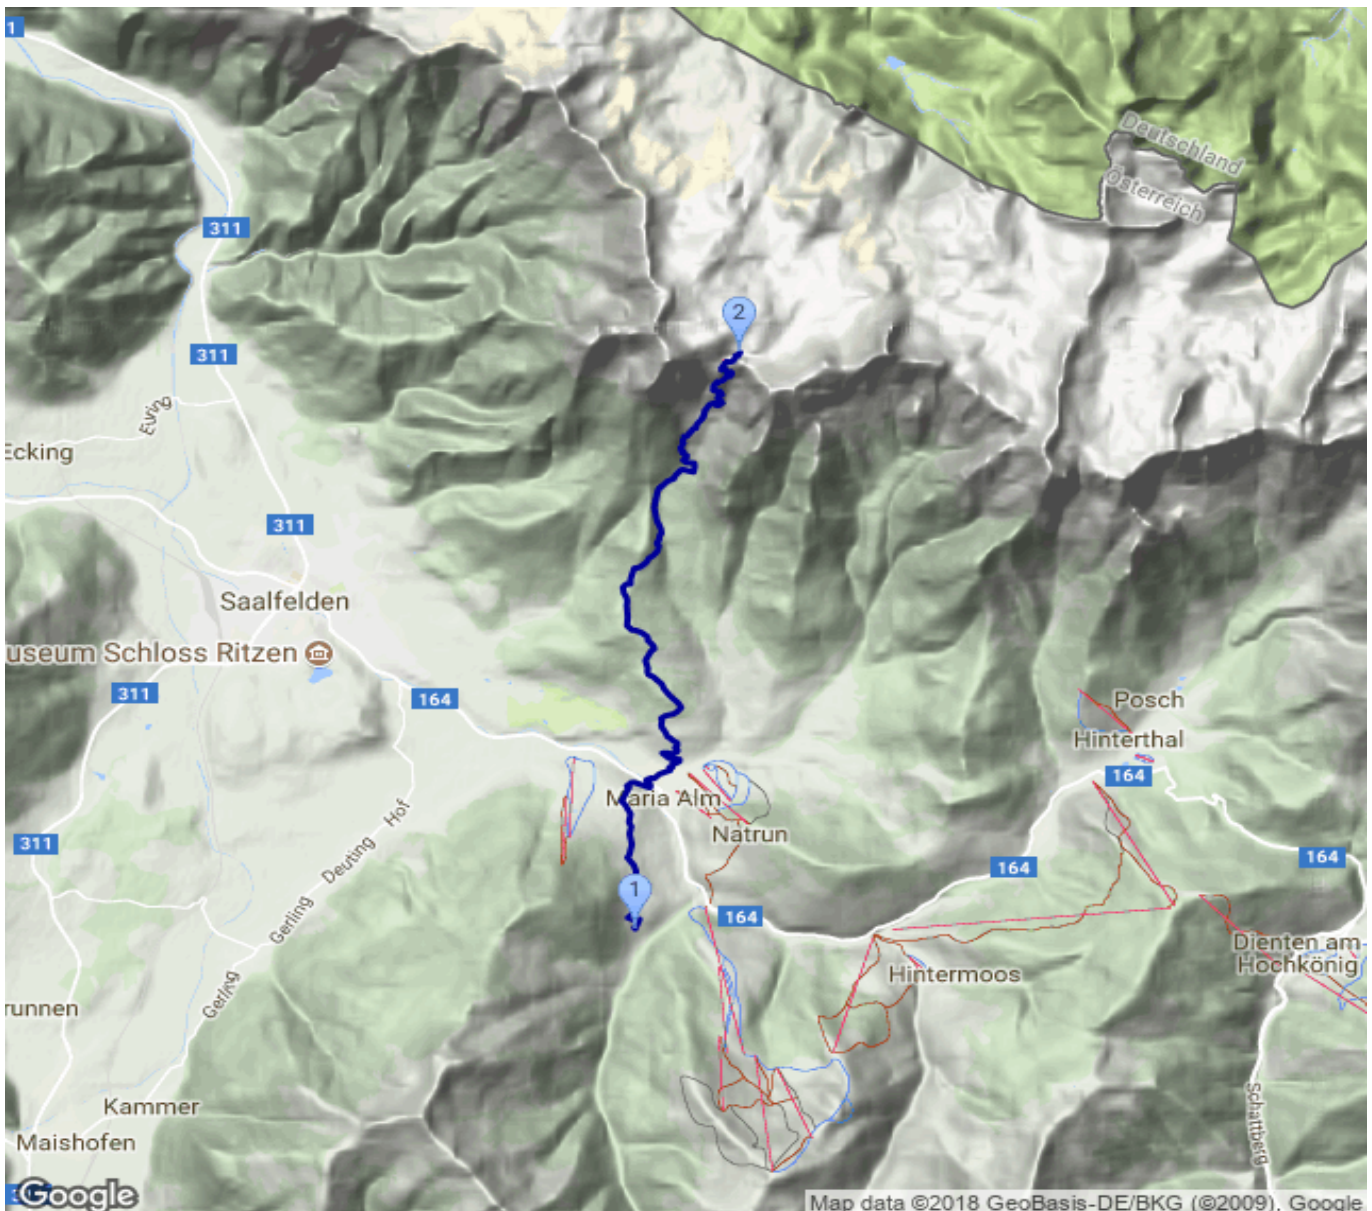 1
Deutschland
Österreich
311
2
311
Evring
Ecking
311
Saalfelden
useum Schloss Ritzen
311
164
Posch
Hinterthal
164
Maria Alm
Natrun
Hof
Deuting
311
164
164
1
Gerling
164
Dienten am
Hochkönig
Hintermoos
Gerling
runnen
Kammer
Schattberg
Maishofen
Google
Map data ©2018 GeoBasis-DE/BKG (©2009), Google